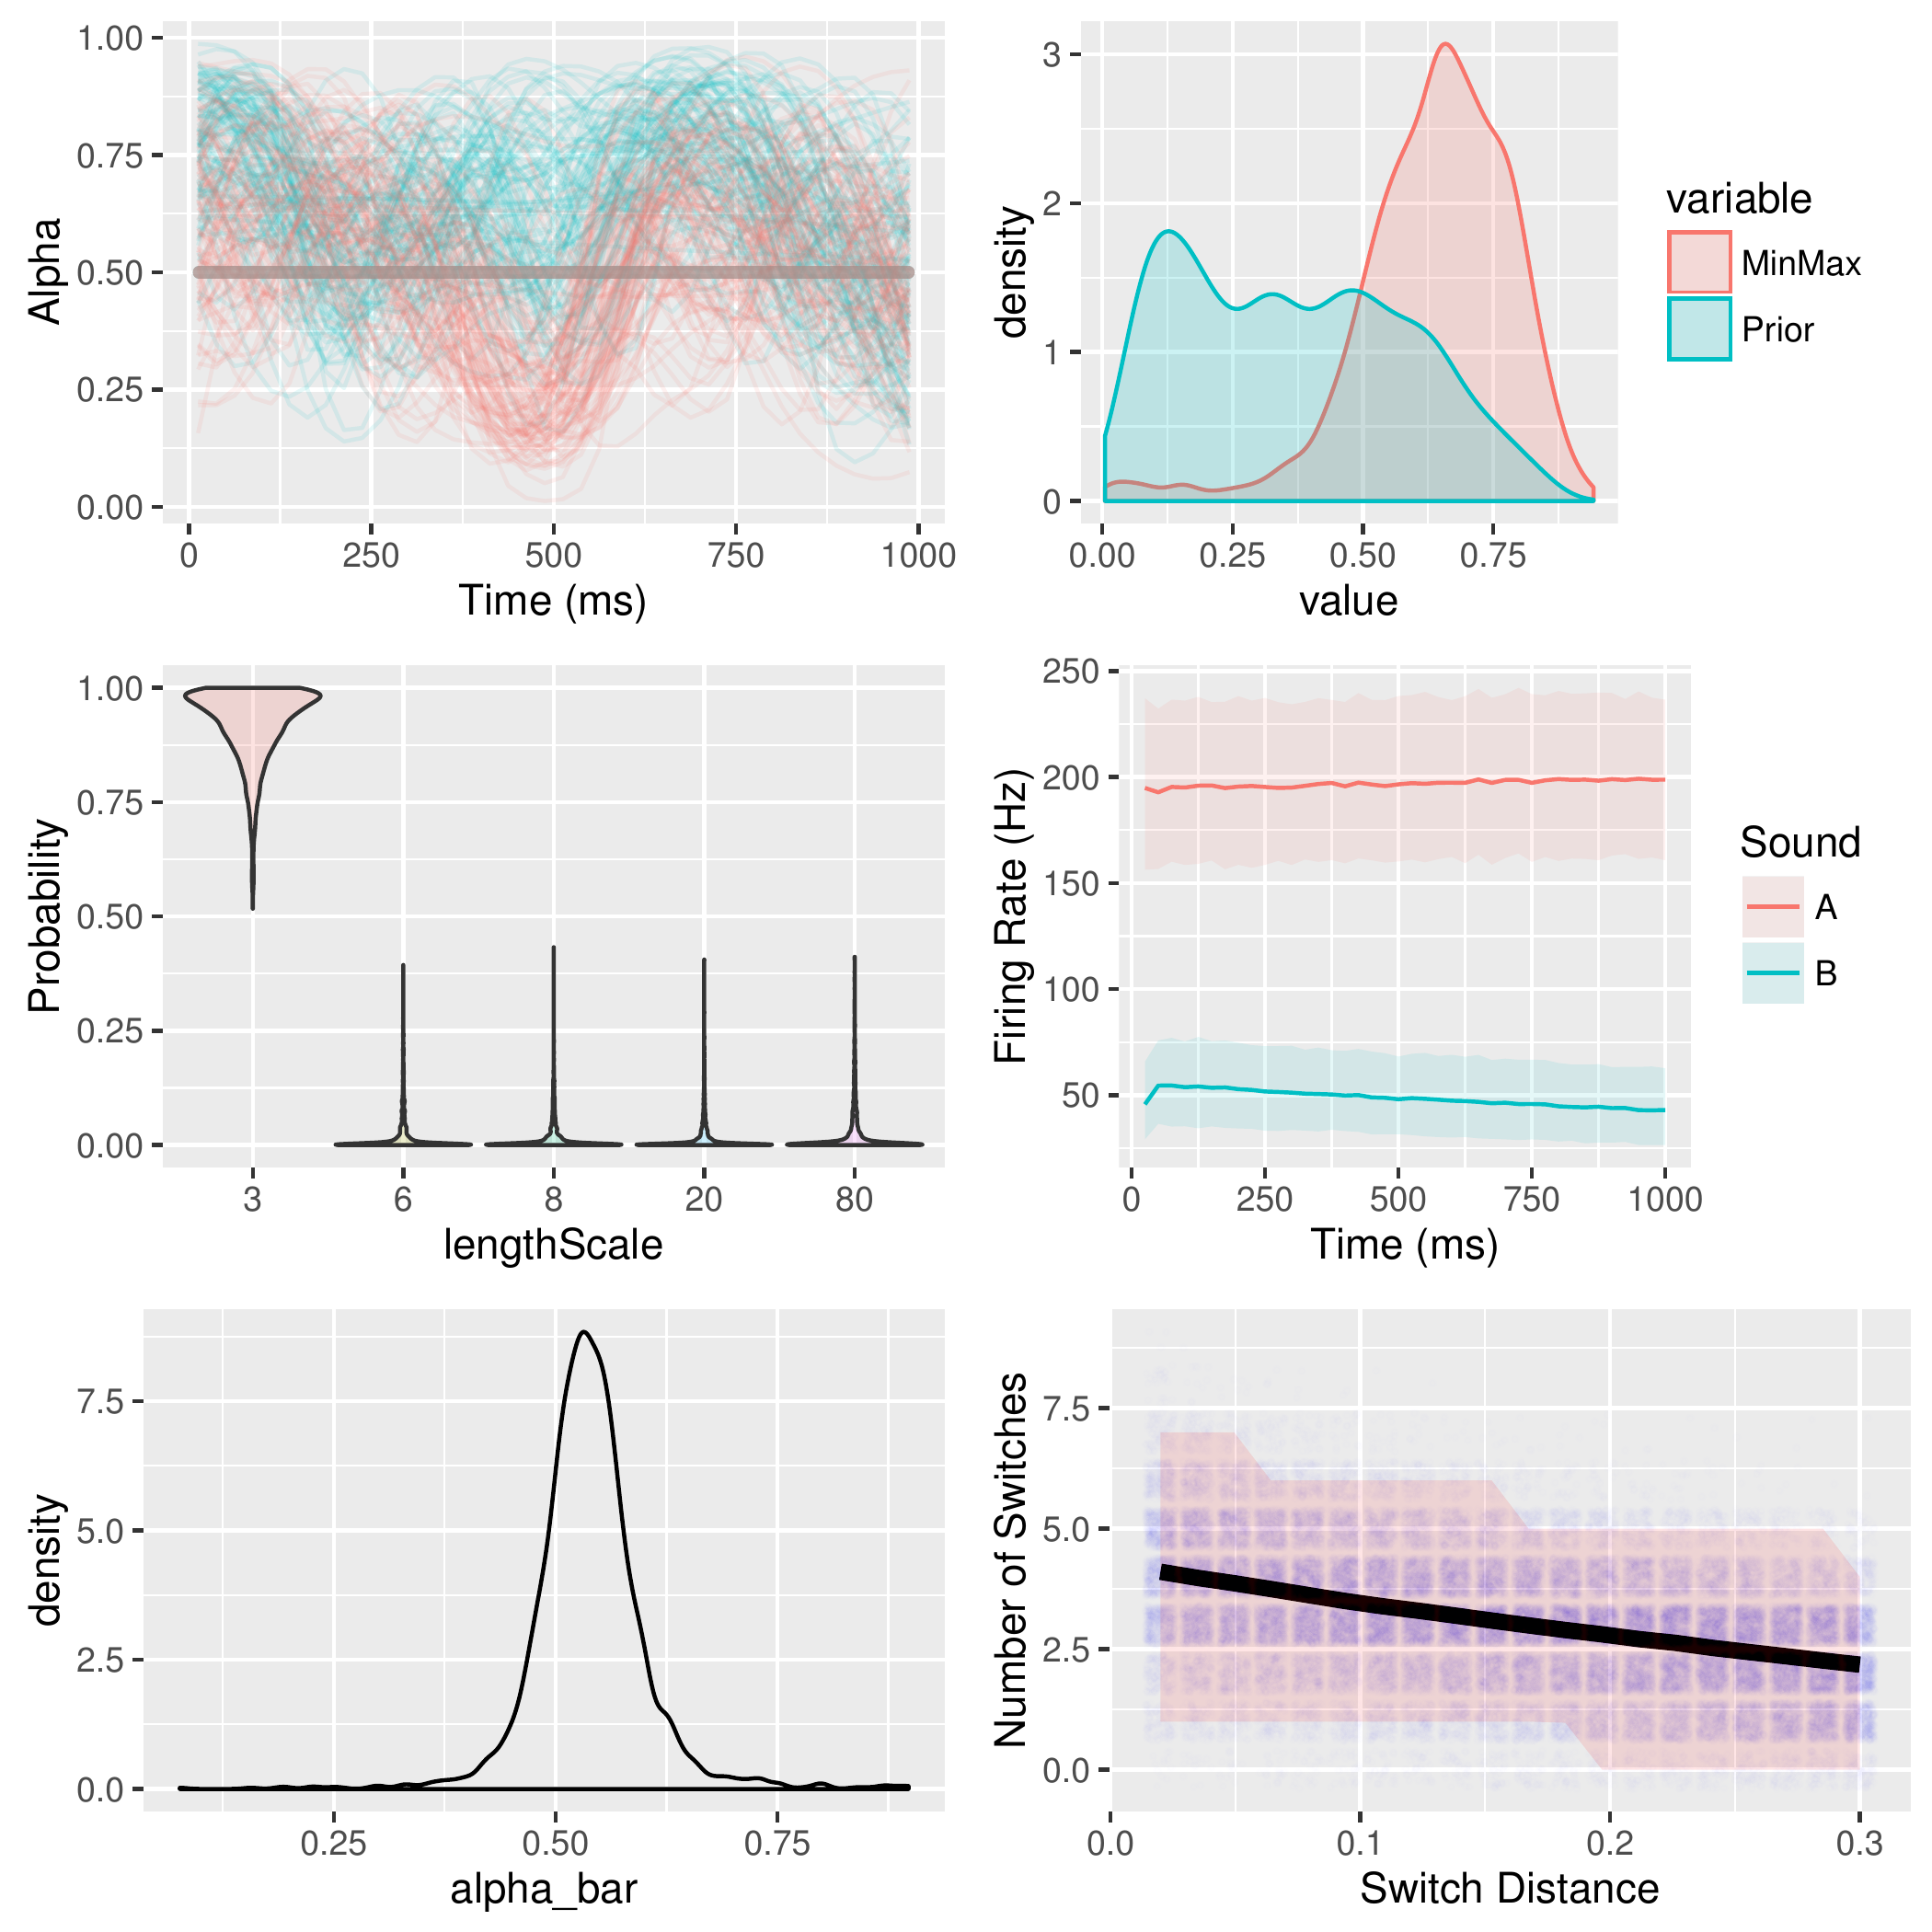 Alpha
1.00
0.75
0.50
0.25
0.00
0 250 500 750 1000
Time (ms)
density
3
2
1
0
0.00 0.25 0.50 0.75
value
variable
MinMax
Prior
Probability
1.00
0.75
0.50
0.25
0.00
3 6 8 20 80
lengthScale
Firing Rate (Hz)
250
200
150
100
50
0 250 500 750 1000
Time (ms)
Sound
A
B
density
7.5
5.0
2.5
0.0
0.25 0.50 0.75
alpha_bar
Number of Switches
7.5
5.0
2.5
0.0
0.0 0.1 0.2 0.3
Switch Distance